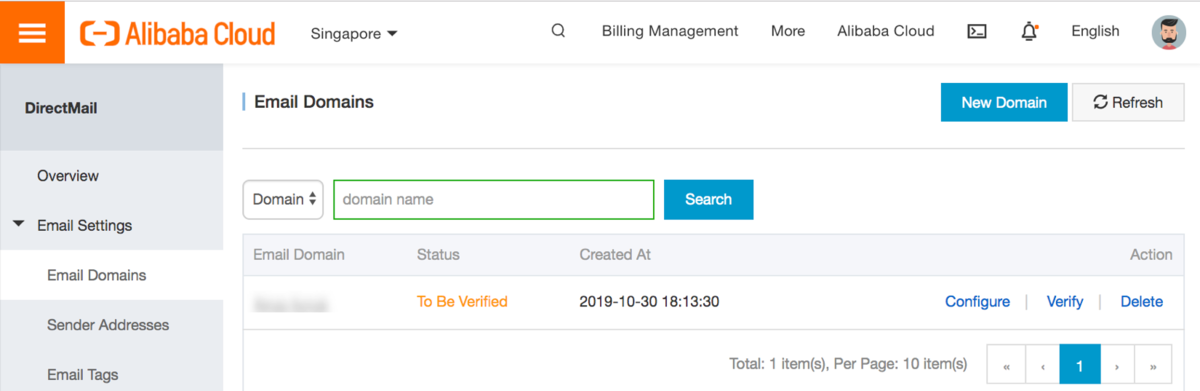 Alibaba Cloud Singapore Billing Management More Alibaba Cloud English
DirectMail
Email Domains New Domain Refresh
Overview
Domain domain name Search
Email Settings
Email Domain Status Created At Action
Email Domains
To Be Verified 2019-10-30 18:13:30 Configure | Verify | Delete
Sender Addresses
Total: 1 item(s), Per Page: 10 item(s) « ‹ 1 › »
Email Tags